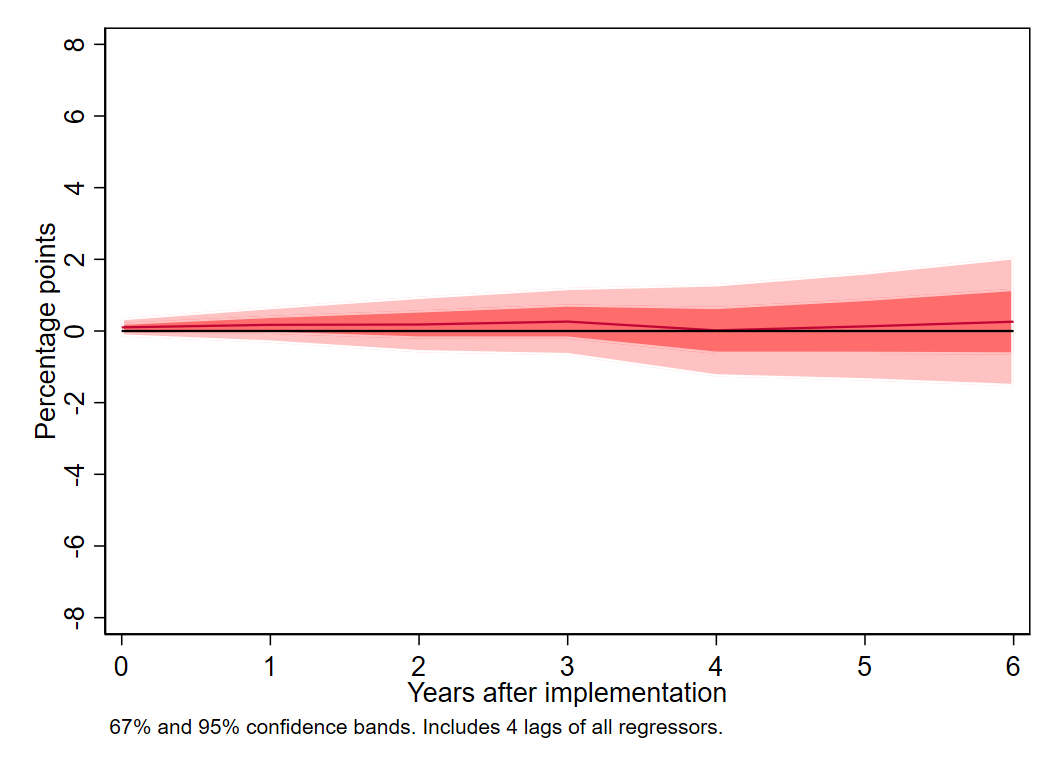 8
6
4
2
0
-2
-4
-6
-8
Percentage points
0 1 2 3 4 5 6
Years after implementation
67% and 95% confidence bands. Includes 4 lags of all regressors.